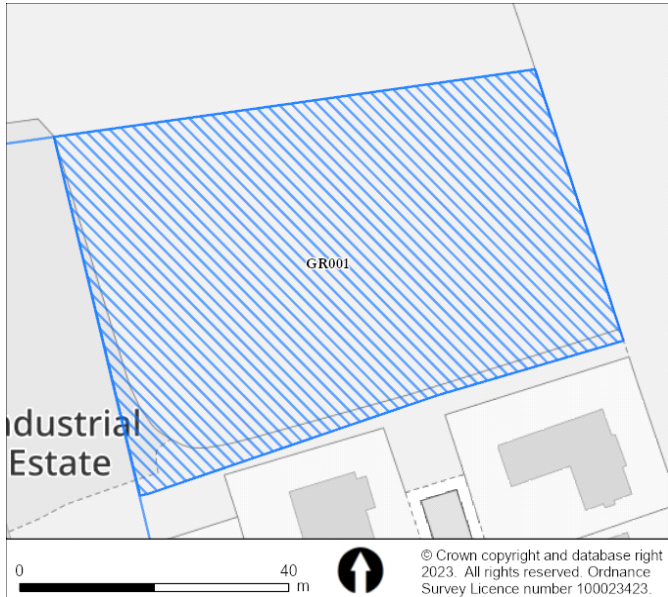 GR001
ndustrial
Estate
0 40
m
© Crown copyright and database right
2023. All rights reserved. Ordnance
Survey Licence number 100023423.